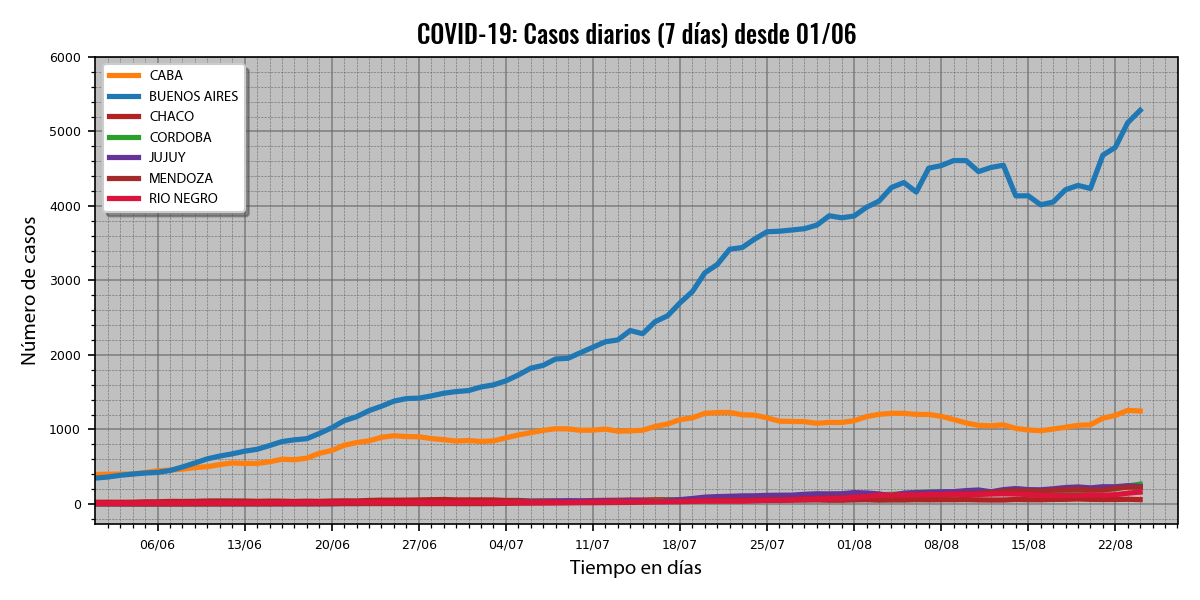 COVID-19: Casos diarios (7 días) desde 01/06
6000
5000
4000
3000
2000
1000
0
Número de casos
CABA
BUENOS AIRES
CHACO
CORDOBA
JUJUY
MENDOZA
RIO NEGRO
06/06 13/06 20/06 27/06 04/07 11/07 18/07 25/07 01/08 08/08 15/08 22/08
Tiempo en días